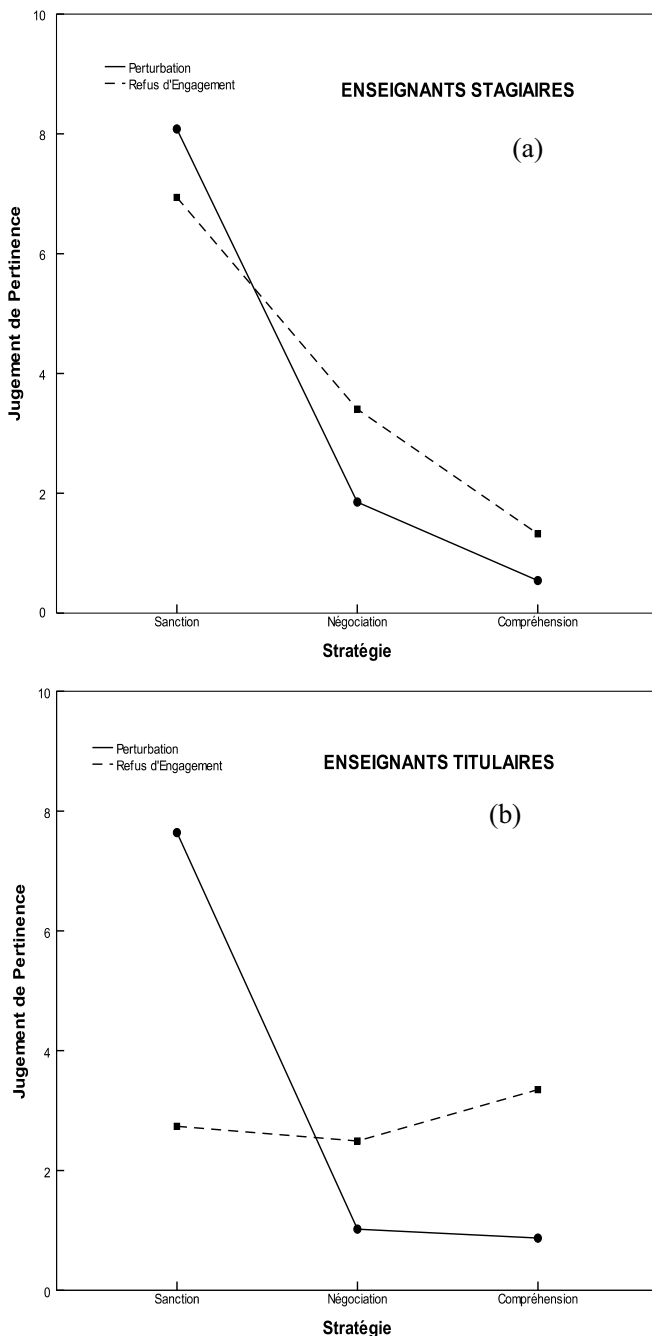 10
Perturbation
Refus d'Engagement
ENSEIGNANTS STAGIAIRES
8
(a)
6
Jugement de Pertinence
4
2
0
Sanction Négociation Compréhension
Stratégie
10
Perturbation
Refus d'Engagement
ENSEIGNANTS TITULAIRES
8
(b)
6
Jugement de Pertinence
4
2
0
Sanction Négociation Compréhension
Stratégie